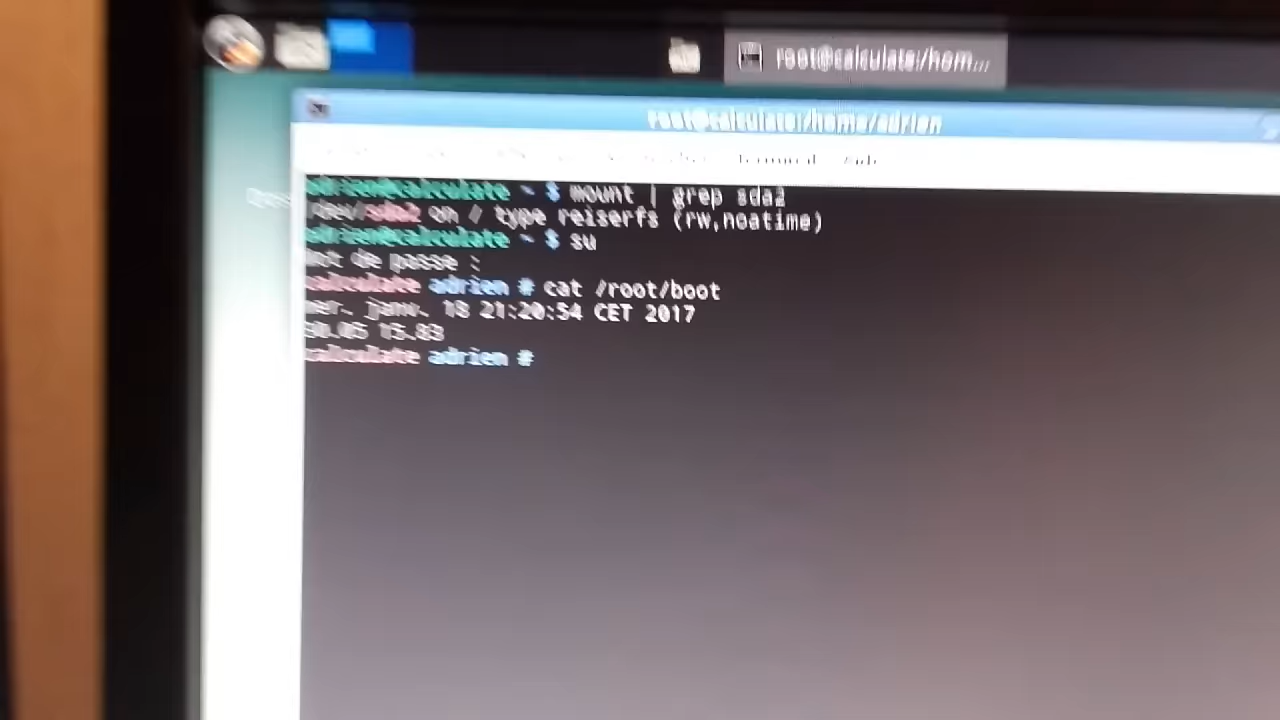 root@calculate:/hom...
root@calculate:/home/adrien
adrien@calculate ~ $ mount | grep sda2
/dev/sda2 on / type reiserfs (rw,noatime)
adrien@calculate ~ $ su
Mot de passe :
calculate adrien # cat /root/boot
mer. janv. 18 21:20:54 CET 2017
15.83
calculate adrien #